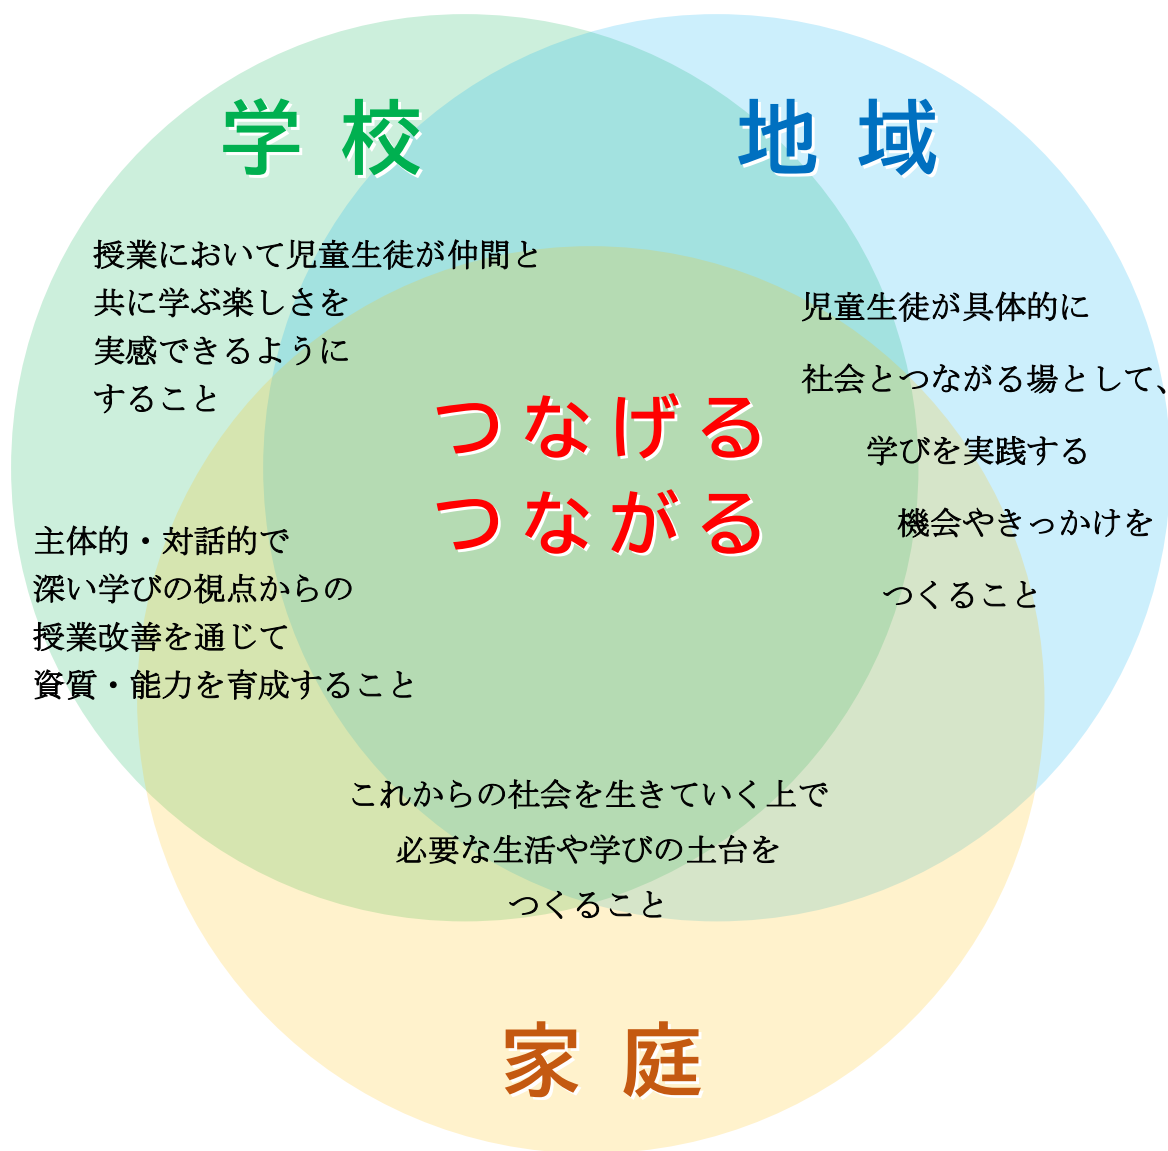 学校
地域
授業において児童生徒が仲間と
共に学ぶ楽しさを
実感できるように
すること
児童生徒が具体的に
社会とつながる場として、
学びを実践する
機会やきっかけを
つくること
つなげる
つながる
主体的・対話的で
深い学びの視点からの
授業改善を通じて
資質・能力を育成すること
これからの社会を生きていく上で
必要な生活や学びの土台を
つくること
家庭